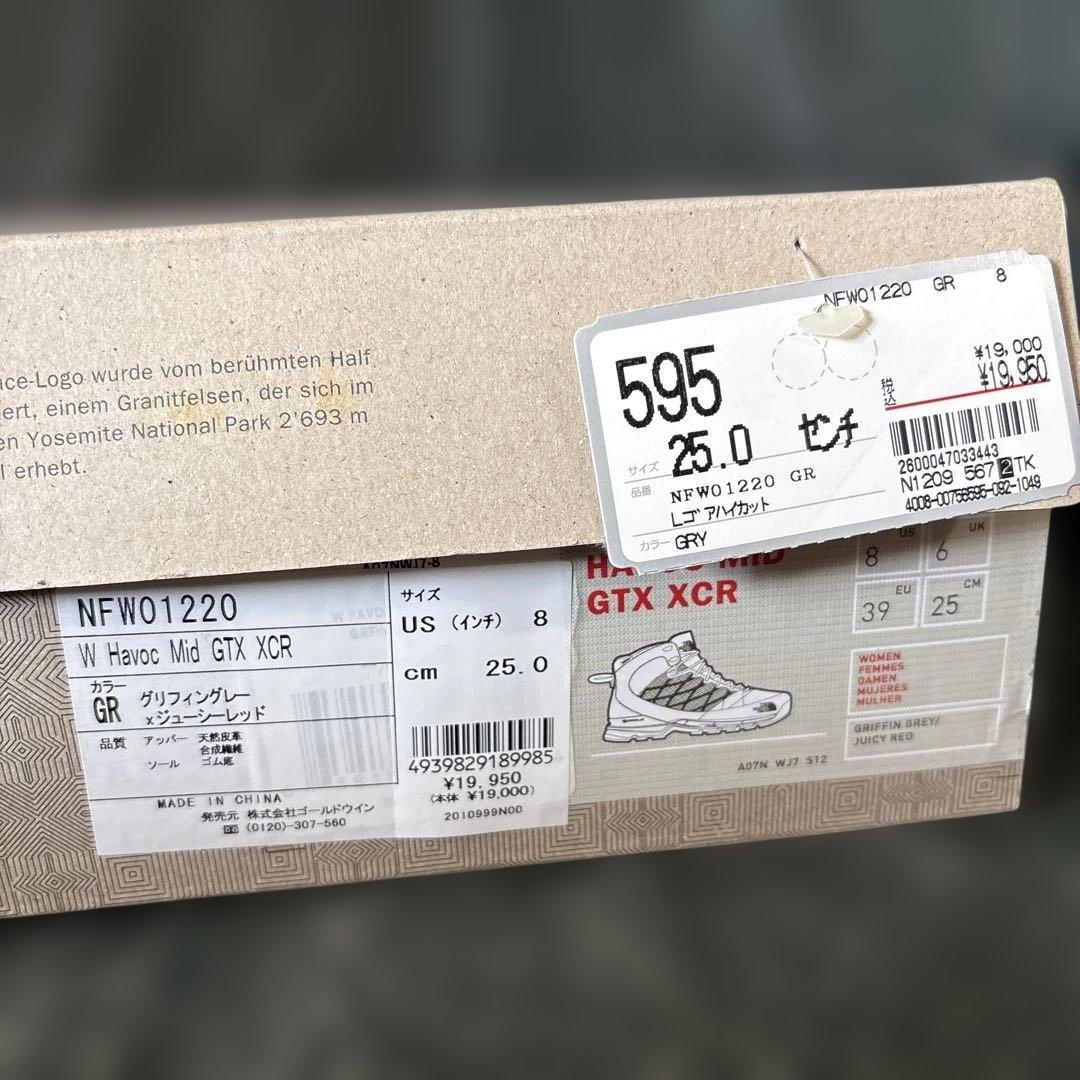 ace-Logo wurde vom berühmten Half
ert, einem Granitfelsen, der sich im
en Yosemite National Park 2'693 m
l erhebt.
NFW01220 GR 8
595
¥19,000
税込 ¥19,950
サイズ 25.0 センチ
品番 NFW01220 GR
Lゴアハイカット
カラー GRY
2600047033443
N1209 567 2 TK
4008-00756595-092-1049
A07NWJ7-8
NFW01220
W Havoc Mid GTX XCR
カラー
GR グリフィングレー
×ジューシーレッド
品質 アッパー 天然皮革
合成繊維
ソール ゴム底
MADE IN CHINA
発売元 株式会社ゴールドウイン
(0120)-307-560
サイズ
US (インチ) 8
cm 25.0
4939829189985
¥19,950
(本体 ¥19,000)
2010999N00
MID
GTX XCR
8 US
6 UK
39 EU
25 CM
WOMEN
FEMMES
DAMEN
MUJERES
MULHER
GRIFFIN GREY/
JUICY RED
A07N WJ7 512